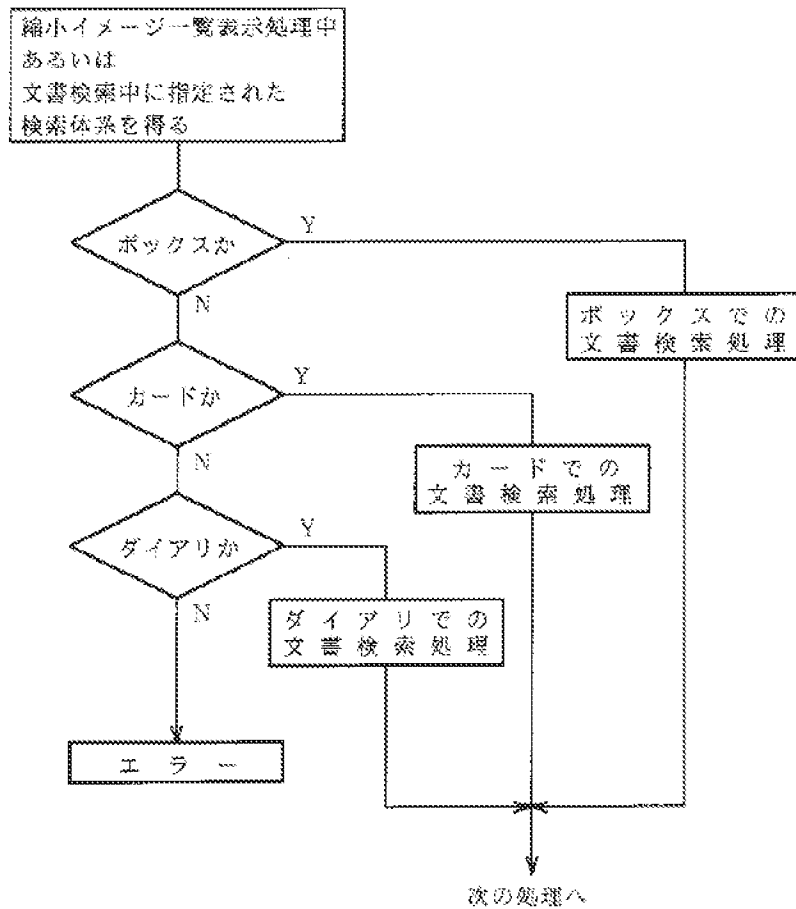 縮小イメージ一覧表示処理中
あるいは
文書検索中に指定された
検索体系を得る
ボックスか
Y
N
ボックスでの
文書検索処理
カードか
Y
N
カードでの
文書検索処理
ダイアリか
Y
N
ダイアリでの
文書検索処理
エラー
次の処理へ